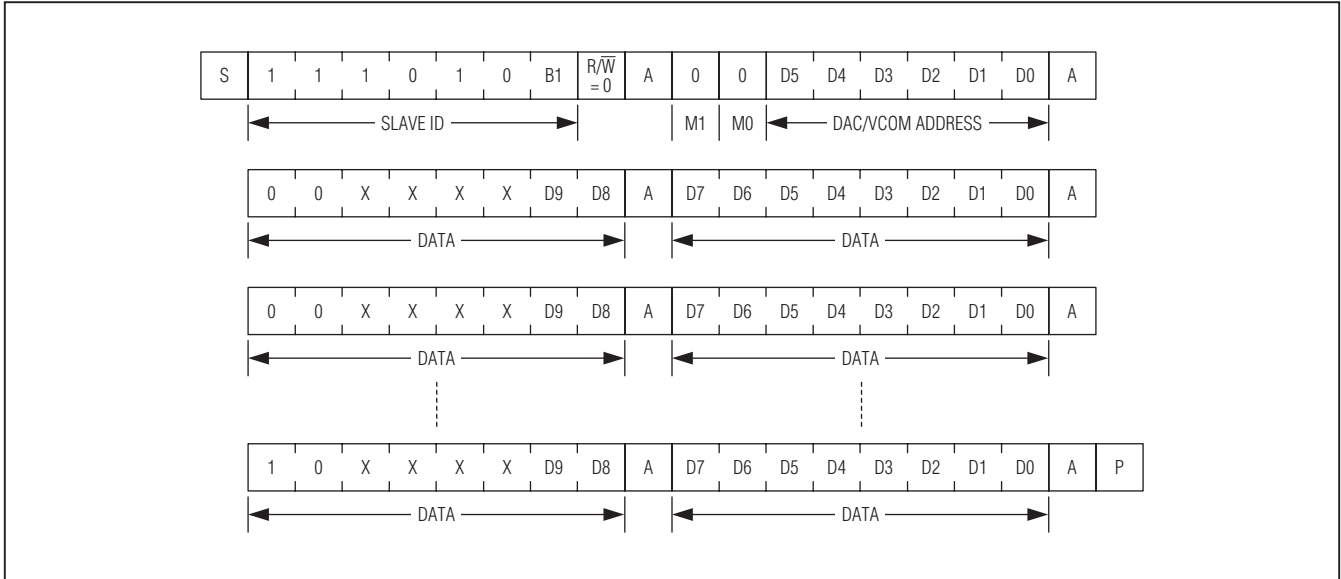 S 1 1 1 0 1 0 B1 R/W̅ = 0 A 0 0 D5 D4 D3 D2 D1 D0 A
SLAVE ID M1 M0 DAC/VCOM ADDRESS
0 0 X X X X D9 D8 A D7 D6 D5 D4 D3 D2 D1 D0 A
DATA DATA
0 0 X X X X D9 D8 A D7 D6 D5 D4 D3 D2 D1 D0 A
DATA DATA
1 0 X X X X D9 D8 A D7 D6 D5 D4 D3 D2 D1 D0 A P
DATA DATA